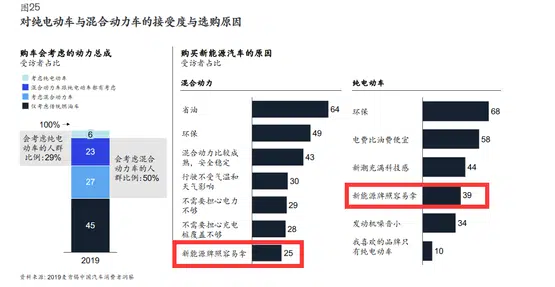 图25
对纯电动车与混合动力车的接受度与选购原因
购车会考虑的动力总成
受访者占比
考虑纯电动车
混合动力车跟纯电动车都有考虑
考虑混合动力车
仅考虑传统燃油车
100%
6
会考虑纯电
动车的人群
比例:29%
23
会考虑混合
动力车的人
群比例:50%
27
45
2019
购买新能源汽车的原因
受访者占比
混合动力
省油
64
环保
49
混合动力比较成
熟,安全稳定
43
行驶不受气温和
天气影响
30
不需要担心电力
不够
29
不需要担心充电
桩覆盖不够
28
新能源牌照容易拿
25
纯电动车
环保
68
电费比油费便宜
58
新潮充满科技感
44
新能源牌照容易拿
39
发动机噪音小
34
我喜欢的品牌只
有纯电动车
10
资料来源:2019麦肯锡中国汽车消费者洞察